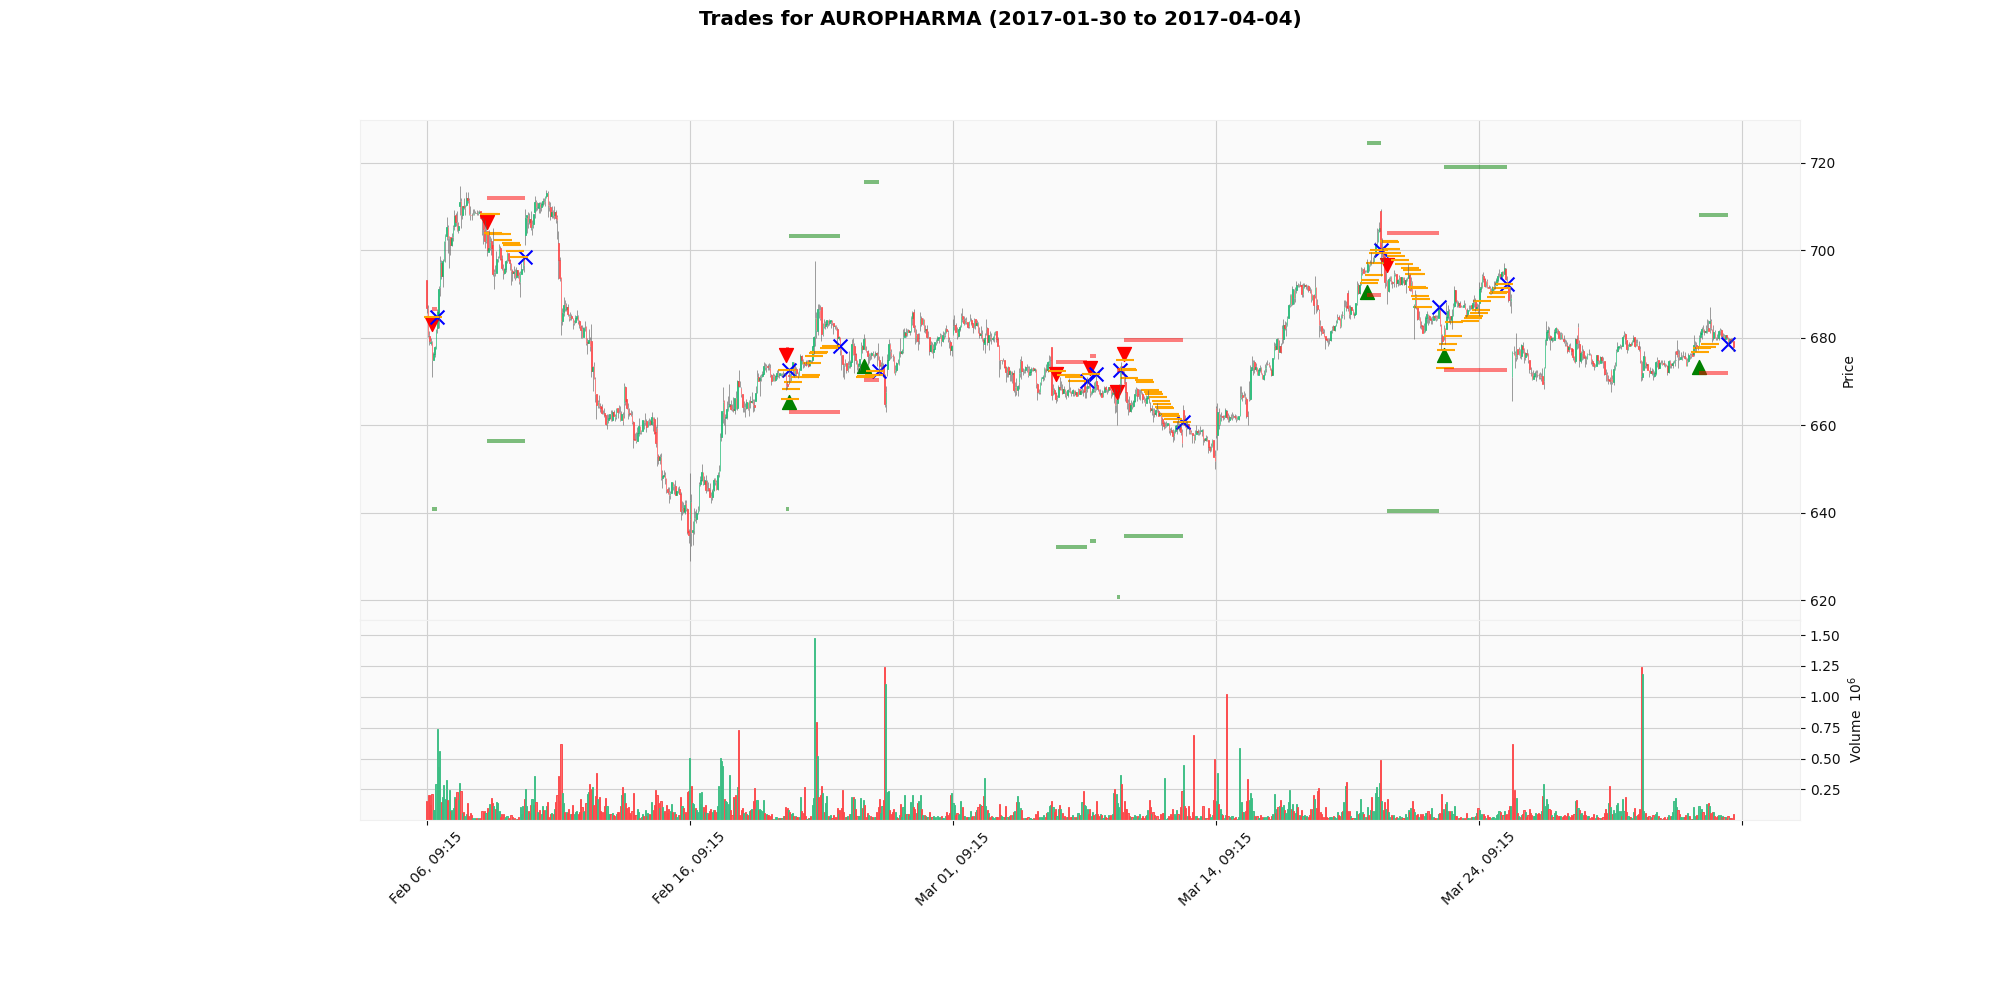 Trades for AUROPHARMA (2017-01-30 to 2017-04-04)
720
700
680
660
640
620
Price
1.50
1.25
1.00
0.75
0.50
0.25
Volume 10⁶
Feb 06, 09:15
Feb 16, 09:15
Mar 01, 09:15
Mar 14, 09:15
Mar 24, 09:15